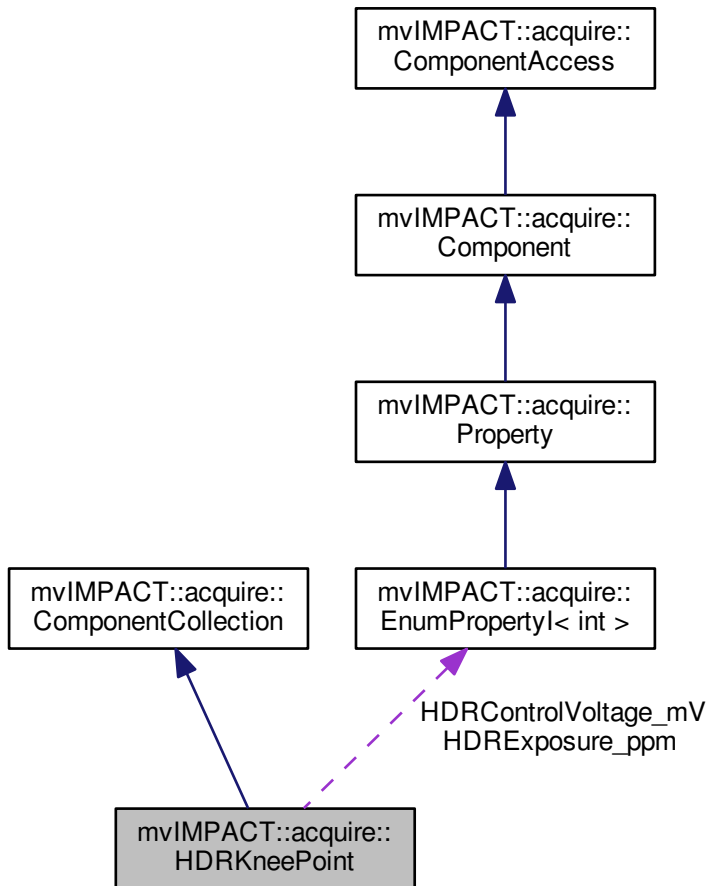 mvIMPACT::acquire::
ComponentAccess
mvIMPACT::acquire::
Component
mvIMPACT::acquire::
Property
mvIMPACT::acquire::
ComponentCollection
mvIMPACT::acquire::
EnumPropertyI< int >
HDRControlVoltage_mV
HDRExposure_ppm
mvIMPACT::acquire::
HDRKneePoint